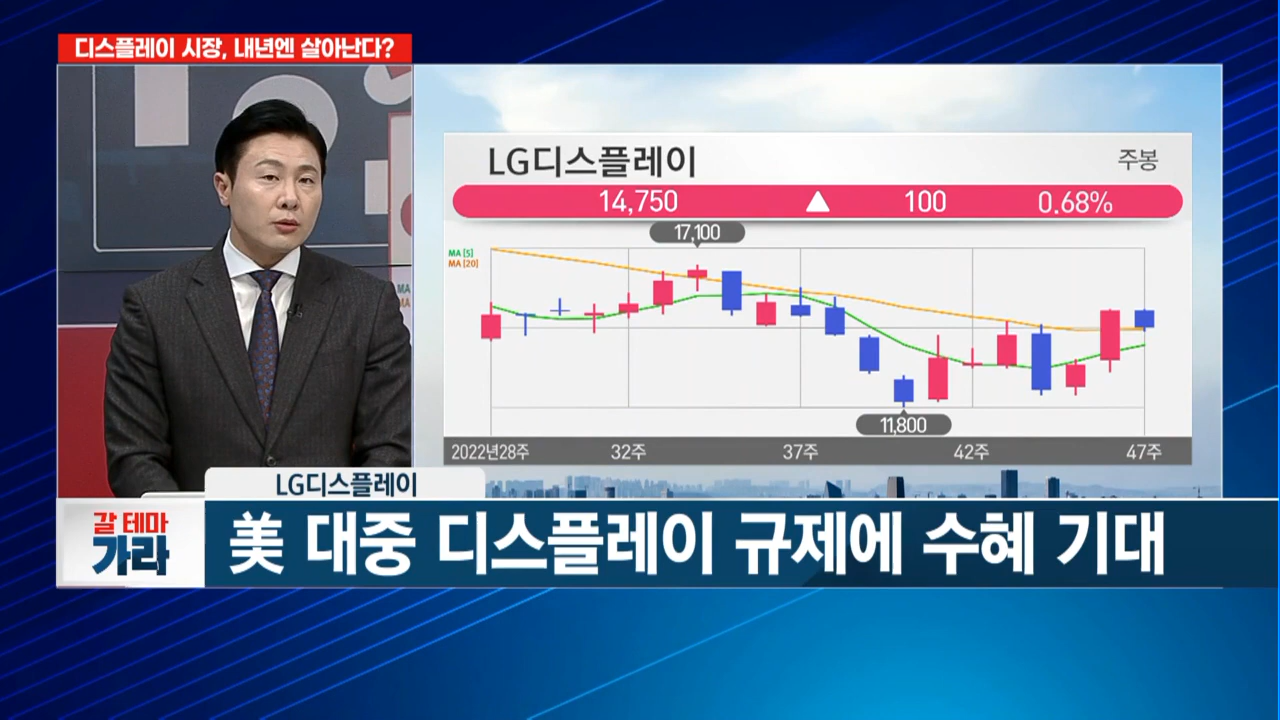 디스플레이 시장, 내년엔 살아난다?
LG디스플레이
주봉
14,750 ▲ 100 0.68%
17,100
MA [5]
MA [20]
11,800
2022년28주 32주 37주 42주 47주
MA
MA
LG디스플레이
갈 테마
가라
美 대중 디스플레이 규제에 수혜 기대